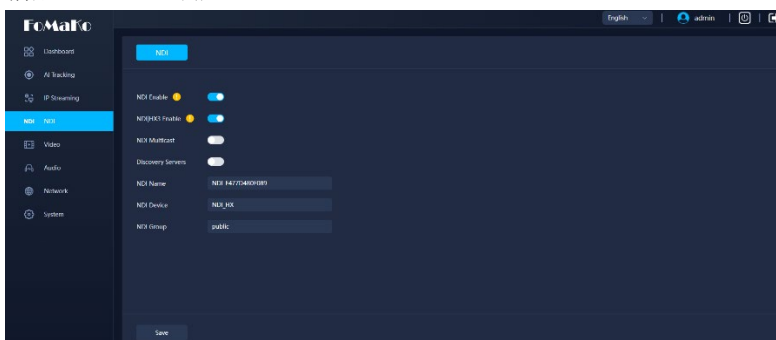 FoMaKo
English
admin
Dashboard
AI Tracking
IP Streaming
NDI NDI
Video
Audio
Network
System
NDI
NDI Enable
NDI|HX3 Enable
NDI Multicast
Discovery Servers
NDI Name
NDI Device NDI_HX
NDI Group public
Save